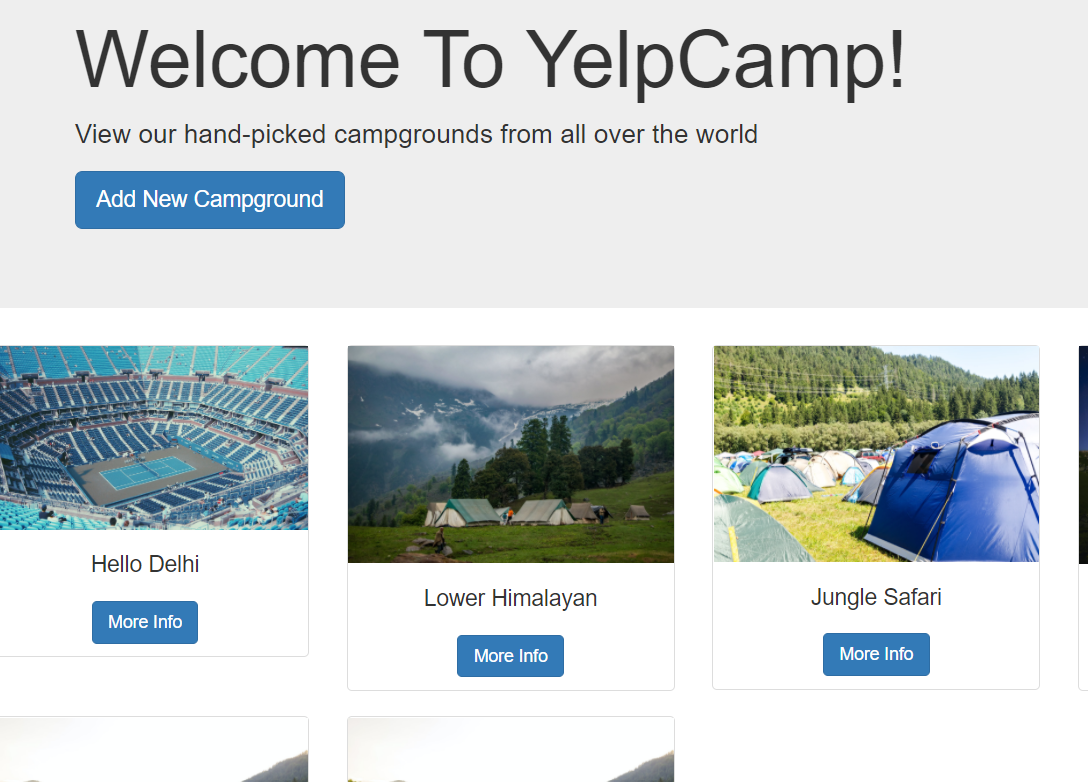 Welcome To YelpCamp!
View our hand-picked campgrounds from all over the world
Add New Campground
Hello Delhi
More Info
Lower Himalayan
More Info
Jungle Safari
More Info